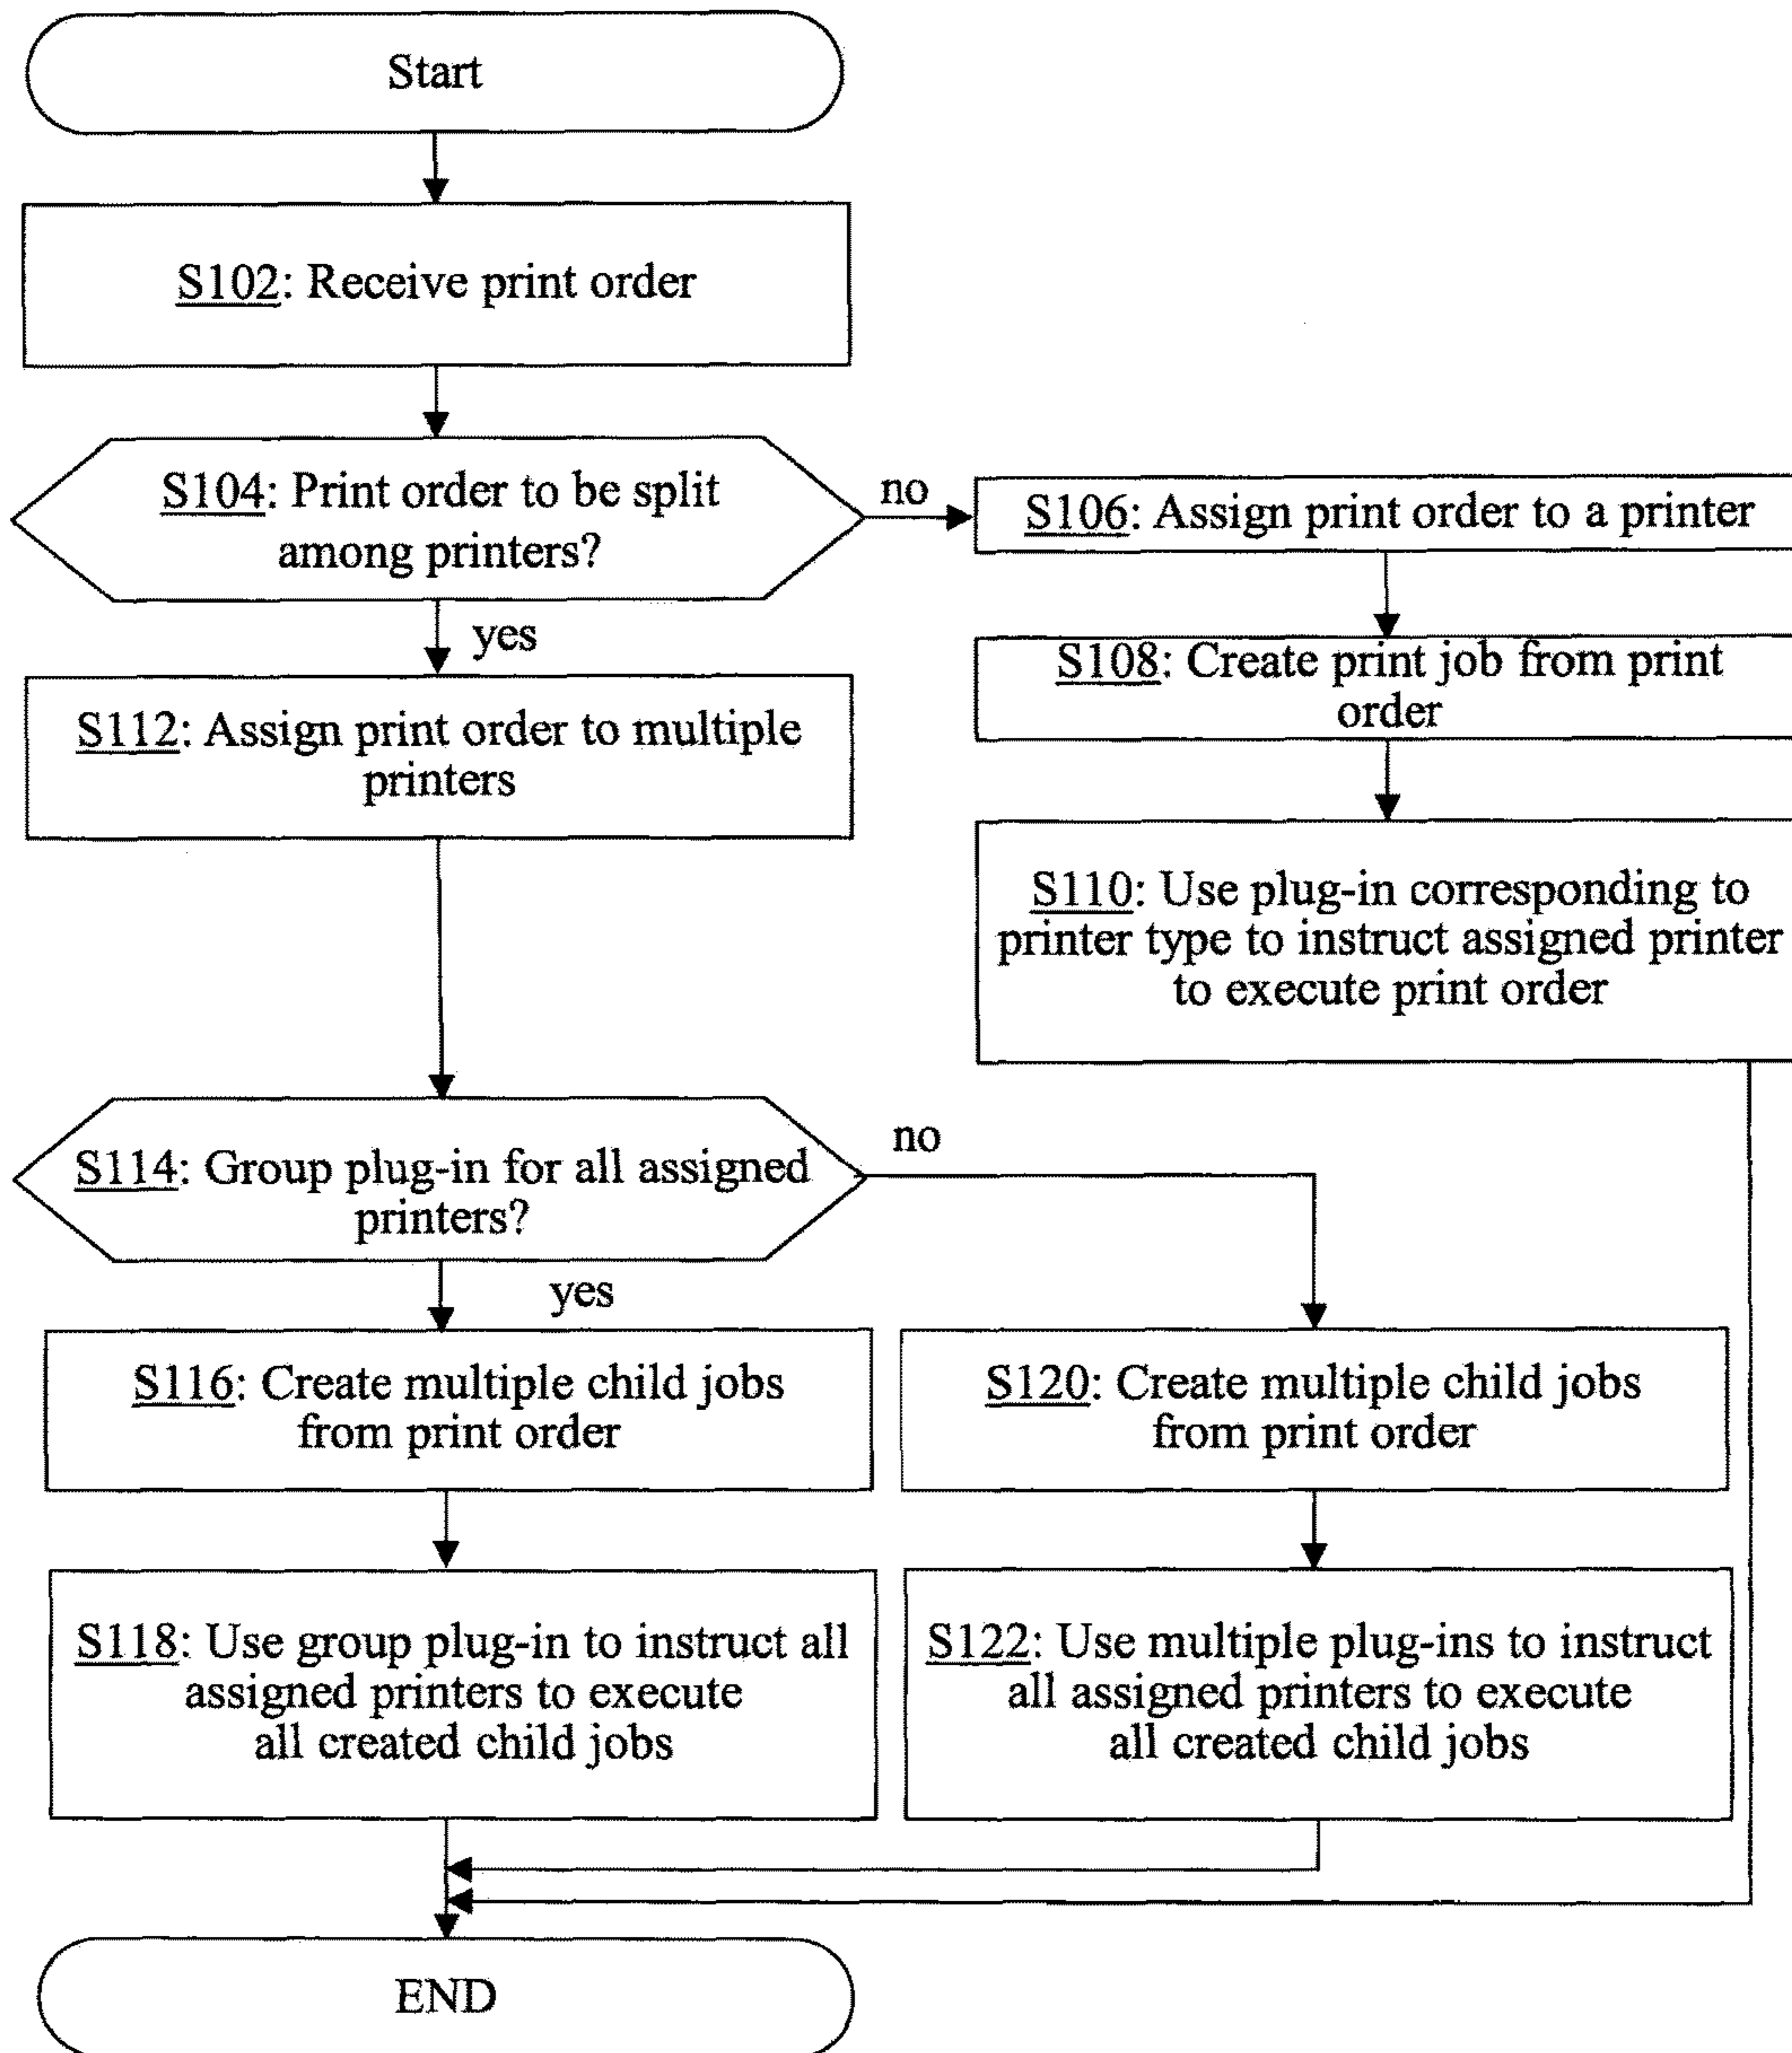 Start
S102: Receive print order
S104: Print order to be split
among printers?
no
S106: Assign print order to a printer
yes
S108: Create print job from print
order
S112: Assign print order to multiple
printers
S110: Use plug-in corresponding to
printer type to instruct assigned printer
to execute print order
S114: Group plug-in for all assigned
printers?
no
yes
S116: Create multiple child jobs
from print order
S120: Create multiple child jobs
from print order
S118: Use group plug-in to instruct all
assigned printers to execute
all created child jobs
S122: Use multiple plug-ins to instruct
all assigned printers to execute
all created child jobs
END